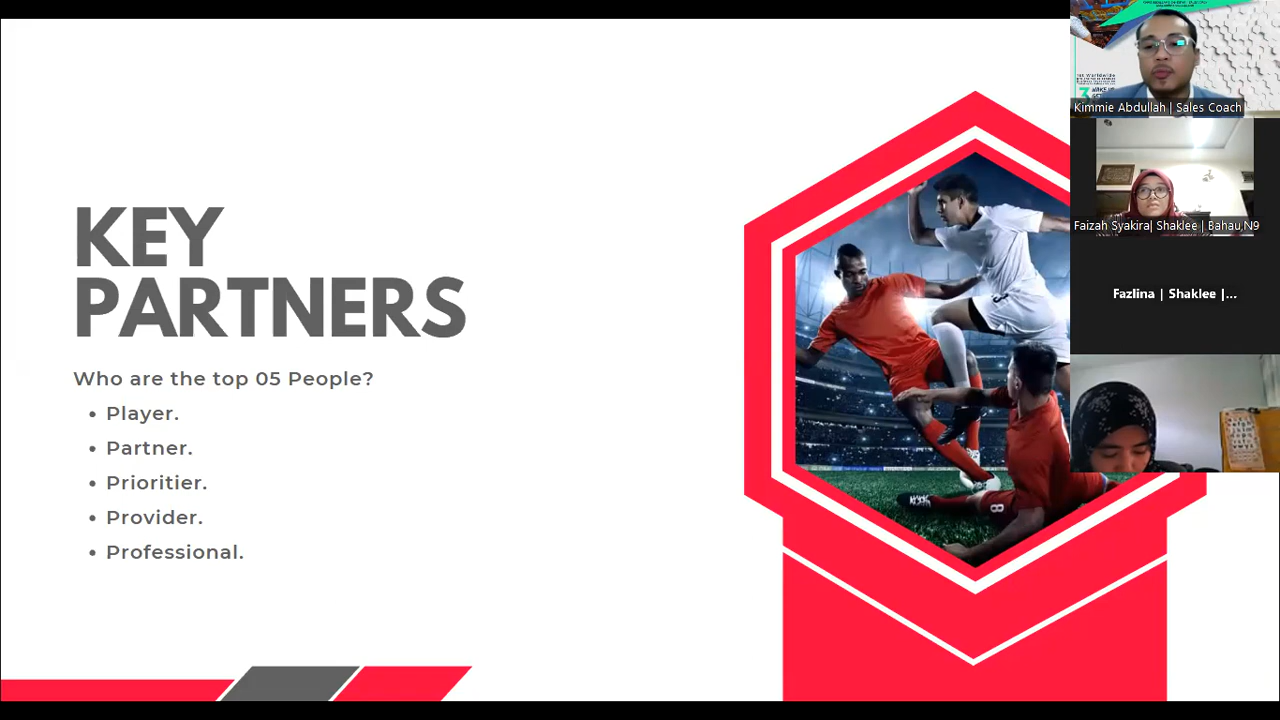 KEY
PARTNERS
Who are the top 05 People?
• Player.
• Partner.
• Prioritier.
• Provider.
• Professional.
8
Kimmie Abdullah | Sales Coach
Faizah Syakira| Shaklee | Bahau,N9
Fazlina | Shaklee |...